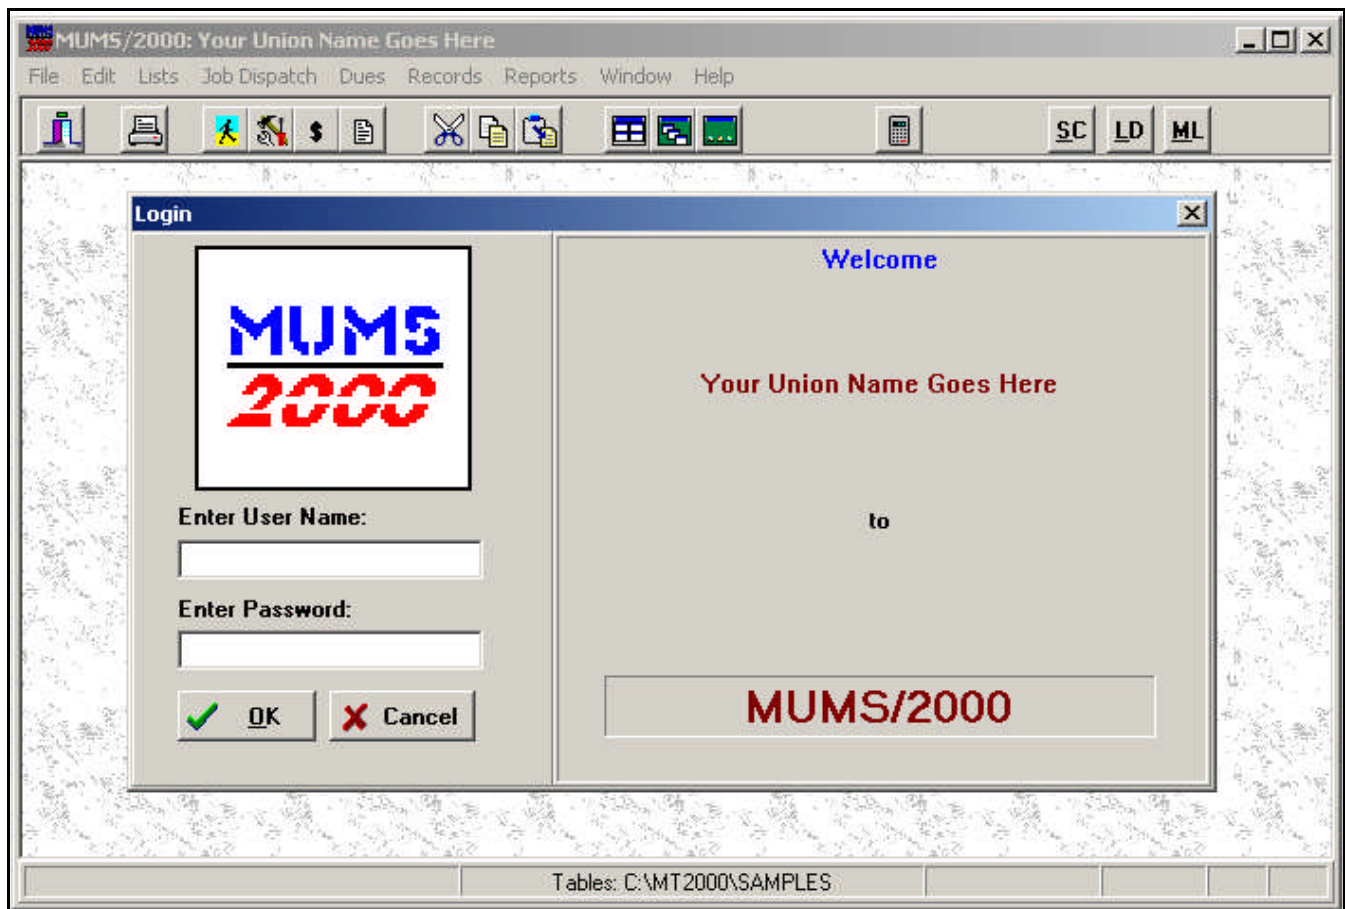 MUMS/2000: Your Union Name Goes Here
File Edit Lists Job Dispatch Dues Records Reports Window Help
$ SC LD ML
Login
Welcome
MUMS
2000
Your Union Name Goes Here
Enter User Name:
to
Enter Password:
OK Cancel
MUMS/2000
Tables: C:\MT2000\SAMPLES